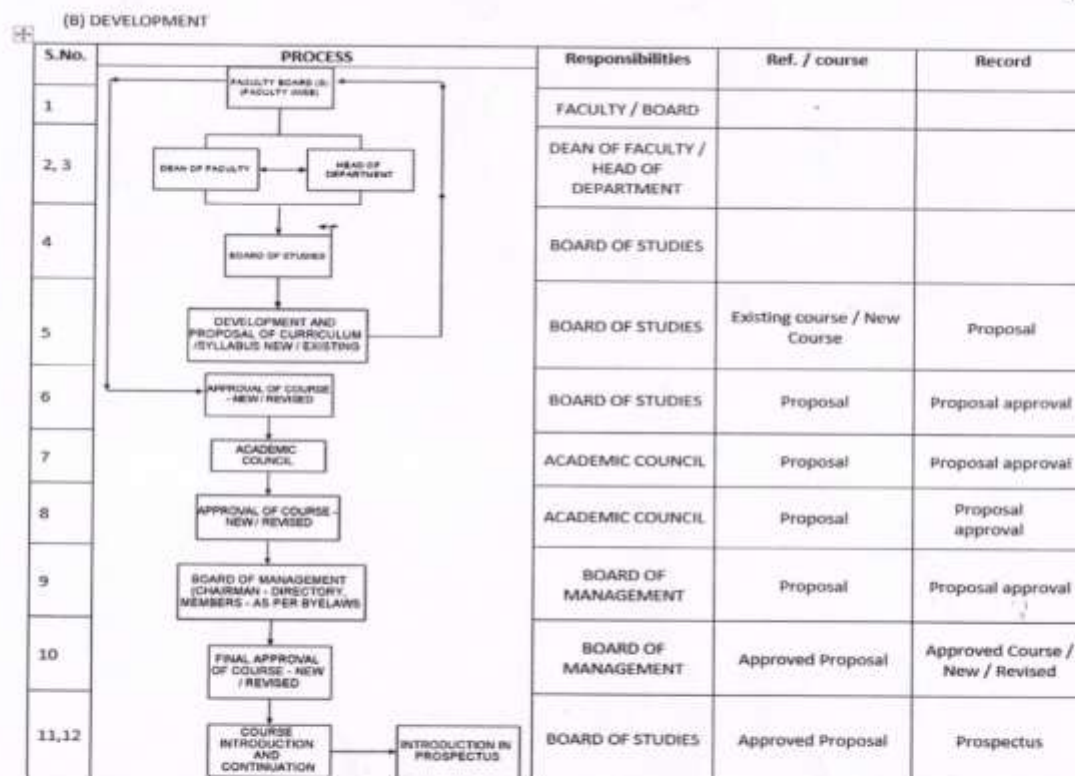 (B) DEVELOPMENT
S.No. PROCESS Responsibilities Ref. / course Record
FACULTY BOARD (S)
1 FACULTY / BOARD
2, 3 DEAN OF FACULTY HEAD OF
DEPARTMENT DEAN OF FACULTY /
HEAD OF
DEPARTMENT
4 BOARD OF STUDIES BOARD OF STUDIES
5 DEVELOPMENT AND
PROPOSAL OF CURRICULUM
/SYLLABUS NEW / EXISTING BOARD OF STUDIES Existing course / New
Course Proposal
6 APPROVAL OF COURSE
- NEW / REVISED BOARD OF STUDIES Proposal Proposal approval
7 ACADEMIC
COUNCIL ACADEMIC COUNCIL Proposal Proposal approval
8 APPROVAL OF COURSE -
NEW / REVISED ACADEMIC COUNCIL Proposal Proposal
approval
9 BOARD OF MANAGEMENT
(CHAIRMAN - DIRECTORY,
MEMBERS - AS PER BYELAWS BOARD OF
MANAGEMENT Proposal Proposal approval
10 FINAL APPROVAL
OF COURSE - NEW
/ REVISED BOARD OF
MANAGEMENT Approved Proposal Approved Course /
New / Revised
11,12 COURSE
INTRODUCTION
AND
CONTINUATION INTRODUCTION IN
PROSPECTUS BOARD OF STUDIES Approved Proposal Prospectus